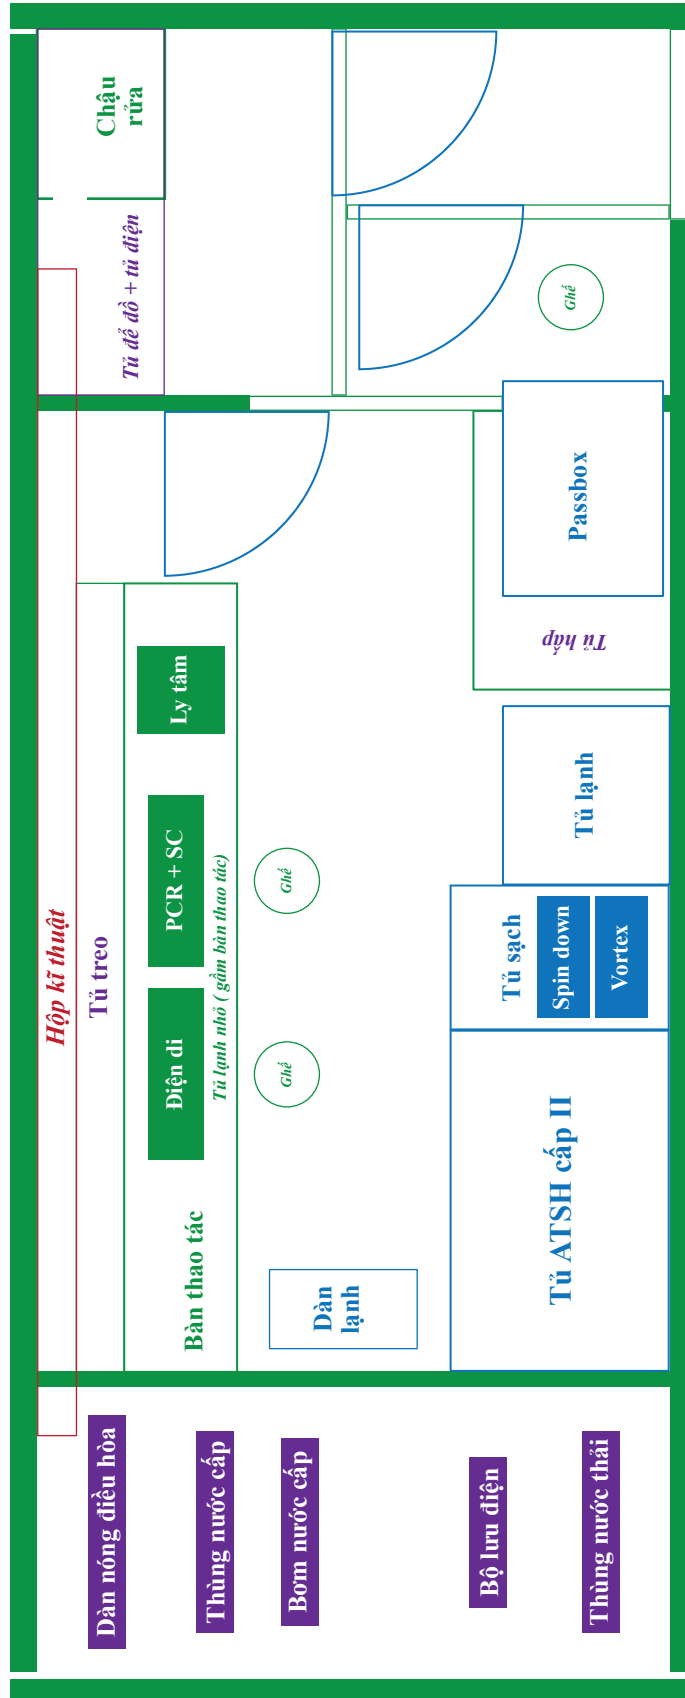 Chậu
rửa
Tủ để đồ + tủ điện
Ghế
Passbox
Tủ hấp
Ly tâm
Tủ lạnh
PCR + SC
Ghế
Tủ lạnh nhỏ ( gầm bàn thao tác)
Hộp kĩ thuật
Tủ treo
Tủ sạch
Spin down
Vortex
Điện di
Ghế
Tủ ATSH cấp II
Bàn thao tác
Dàn
lạnh
Dàn nóng điều hòa
Thùng nước cấp
Bơm nước cấp
Bộ lưu điện
Thùng nước thải